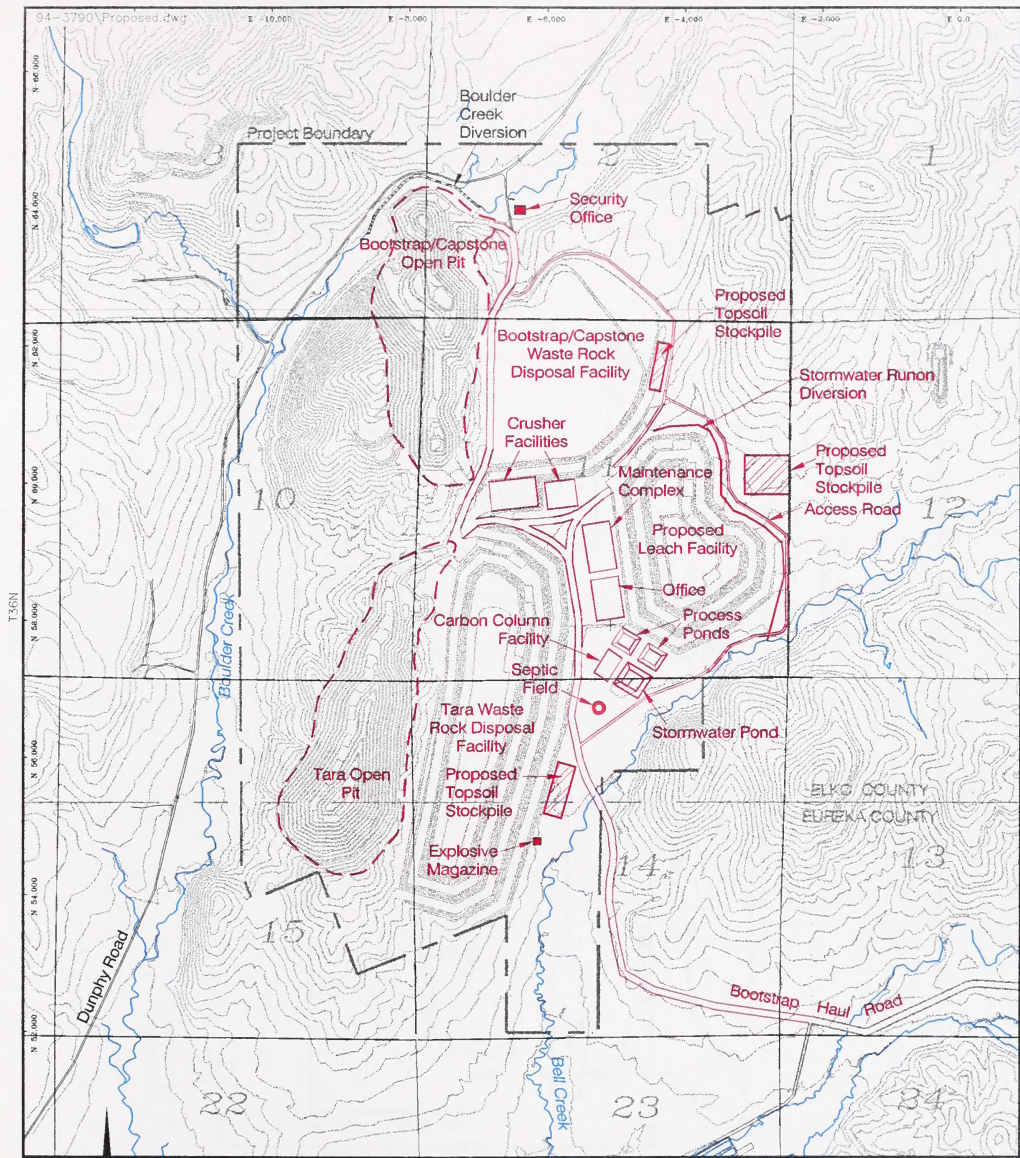 94-3790 Proposed.dwg
E -10,000
E -8,000
E -6,000
E -4,000
E -2,000
E 0.0
N 66,000
N 64,000
N 62,000
N 60,000
N 58,000
N 56,000
N 54,000
N 52,000
T36N
Project Boundary
Boulder
Creek
Diversion
3
2
1
Security
Office
Bootstrap/Capstone
Open Pit
Proposed
Topsoil
Stockpile
Bootstrap/Capstone
Waste Rock
Disposal Facility
Stormwater Runon
Diversion
Crusher
Facilities
11
Maintenance
Complex
Proposed
Topsoil
Stockpile
10
12
Access Road
Proposed
Leach Facility
Office
Carbon Column
Facility
Process
Ponds
Boulder Creek
Septic
Field
Tara Waste
Rock Disposal
Facility
Stormwater Pond
Tara Open
Pit
Proposed
Topsoil
Stockpile
ELKO COUNTY
EUREKA COUNTY
Explosive
Magazine
14
13
15
Dunphy Road
Bootstrap Haul Road
Bell Creek
22
23
24